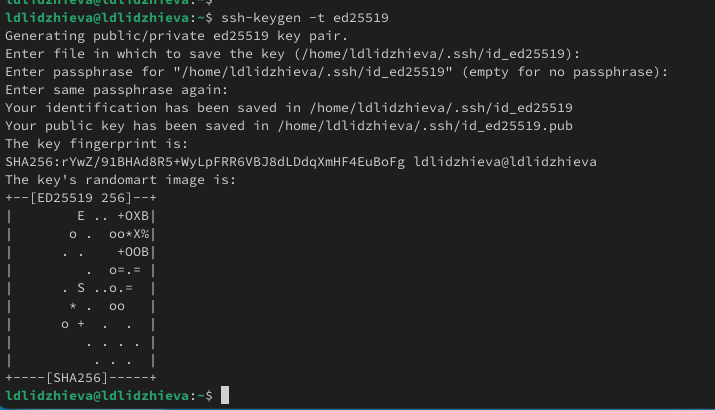 ldlidzhieva@ldlidzhieva:~$
ldlidzhieva@ldlidzhieva:~$ ssh-keygen -t ed25519
Generating public/private ed25519 key pair.
Enter file in which to save the key (/home/ldlidzhieva/.ssh/id_ed25519):
Enter passphrase for "/home/ldlidzhieva/.ssh/id_ed25519" (empty for no passphrase):
Enter same passphrase again:
Your identification has been saved in /home/ldlidzhieva/.ssh/id_ed25519
Your public key has been saved in /home/ldlidzhieva/.ssh/id_ed25519.pub
The key fingerprint is:
SHA256:rYwZ/91BHAd8R5+WyLpFRR6VBJ8dLDdqXmHF4EuBoFg ldlidzhieva@ldlidzhieva
The key's randomart image is:
+--[ED25519 256]--+
|        E .. +OXB|
|       o .  oo*X%|
|      . .    +OOB|
|         .  o=.= |
|      . S ..o.=  |
|       * .  oo   |
|      o +  .  .  |
|         . . . . |
|          . . .  |
+----[SHA256]-----+
ldlidzhieva@ldlidzhieva:~$